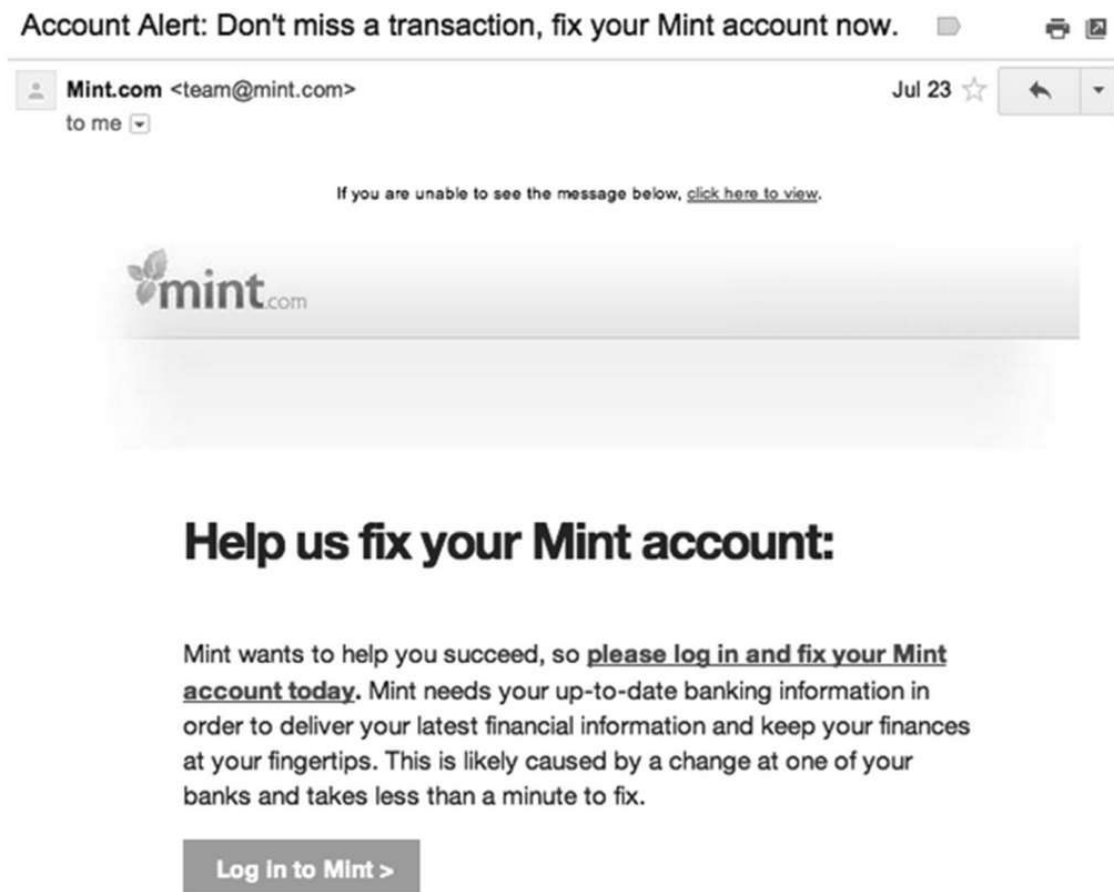 Account Alert: Don't miss a transaction, fix your Mint account now.
Mint.com <team@mint.com>
Jul 23
to me
If you are unable to see the message below, click here to view.
mint.com
Help us fix your Mint account:
Mint wants to help you succeed, so please log in and fix your Mint
account today. Mint needs your up-to-date banking information in
order to deliver your latest financial information and keep your finances
at your fingertips. This is likely caused by a change at one of your
banks and takes less than a minute to fix.
Log in to Mint >